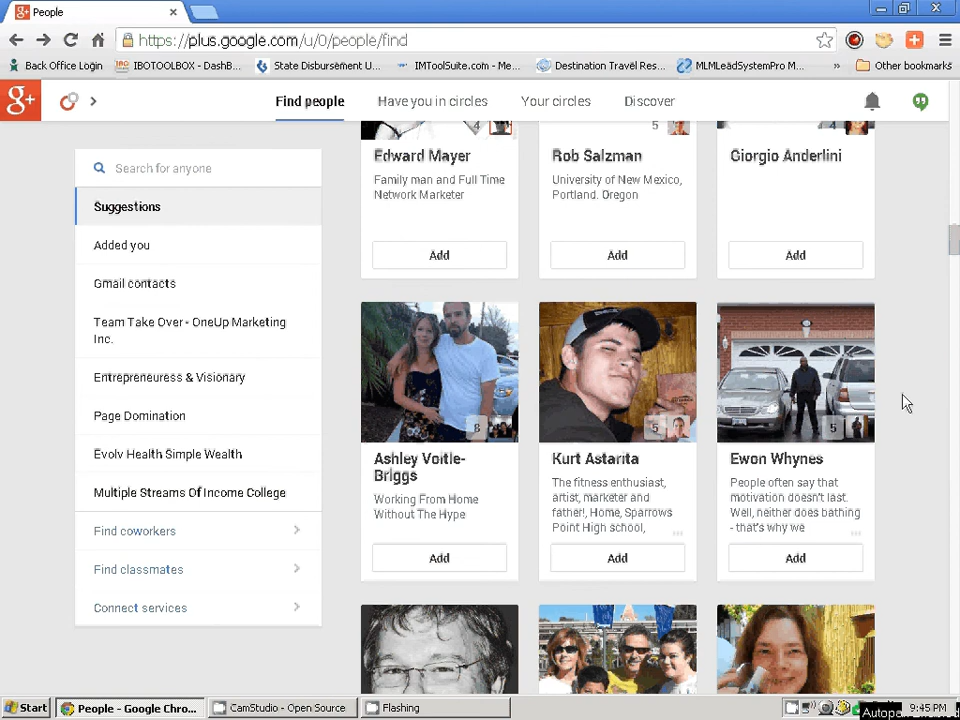 People
https://plus.google.com/u/0/people/find
Back Office Login
IBOTOOLBOX - DashB...
State Disbursement U...
IMToolSuite.com - Me...
Destination Travel Res...
MLMLeadSystemPro M...
»
Other bookmarks
g+
Find people
Have you in circles
Your circles
Discover
Search for anyone
Suggestions
Added you
Gmail contacts
Team Take Over - OneUp Marketing
Inc.
Entrepreneuress & Visionary
Page Domination
Evolv Health Simple Wealth
Multiple Streams Of Income College
Find coworkers
Find classmates
Connect services
4
5
4
Edward Mayer
Family man and Full Time
Network Marketer
Add
Rob Salzman
University of New Mexico,
Portland. Oregon
Add
Giorgio Anderlini
Add
8
Ashley Voitle-
Briggs
Working From Home
Without The Hype
Add
5
Kurt Astarita
The fitness enthusiast,
artist, marketer and
father!, Home, Sparrows
Point High school,
Add
5
Ewon Whynes
People often say that
motivation doesn't last.
Well, neither does bathing
- that's why we
Add
Start
People - Google Chro...
CamStudio - Open Source
Flashing
9:45 PM